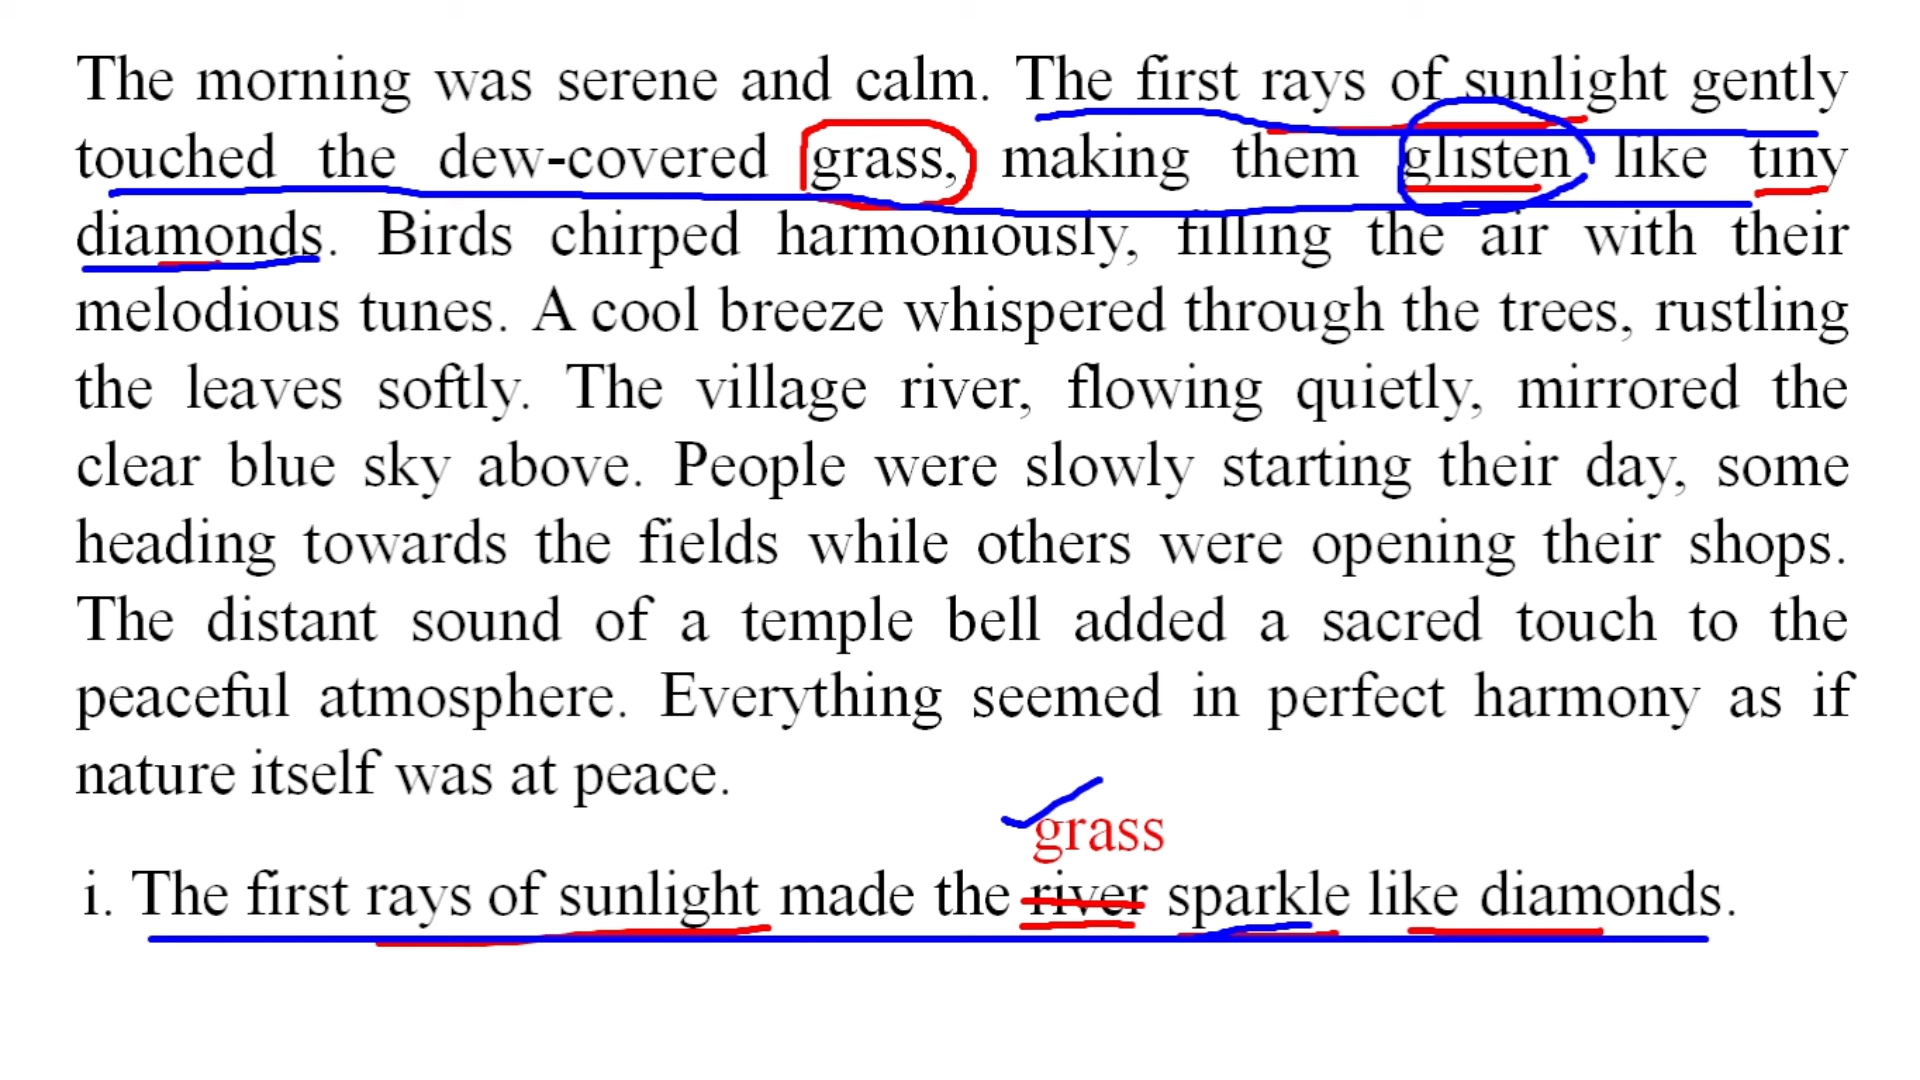 The morning was serene and calm. The first rays of sunlight gently
touched the dew-covered grass, making them glisten like tiny
diamonds. Birds chirped harmoniously, filling the air with their
melodious tunes. A cool breeze whispered through the trees, rustling
the leaves softly. The village river, flowing quietly, mirrored the
clear blue sky above. People were slowly starting their day, some
heading towards the fields while others were opening their shops.
The distant sound of a temple bell added a sacred touch to the
peaceful atmosphere. Everything seemed in perfect harmony as if
nature itself was at peace.
grass
i. The first rays of sunlight made the river sparkle like diamonds.